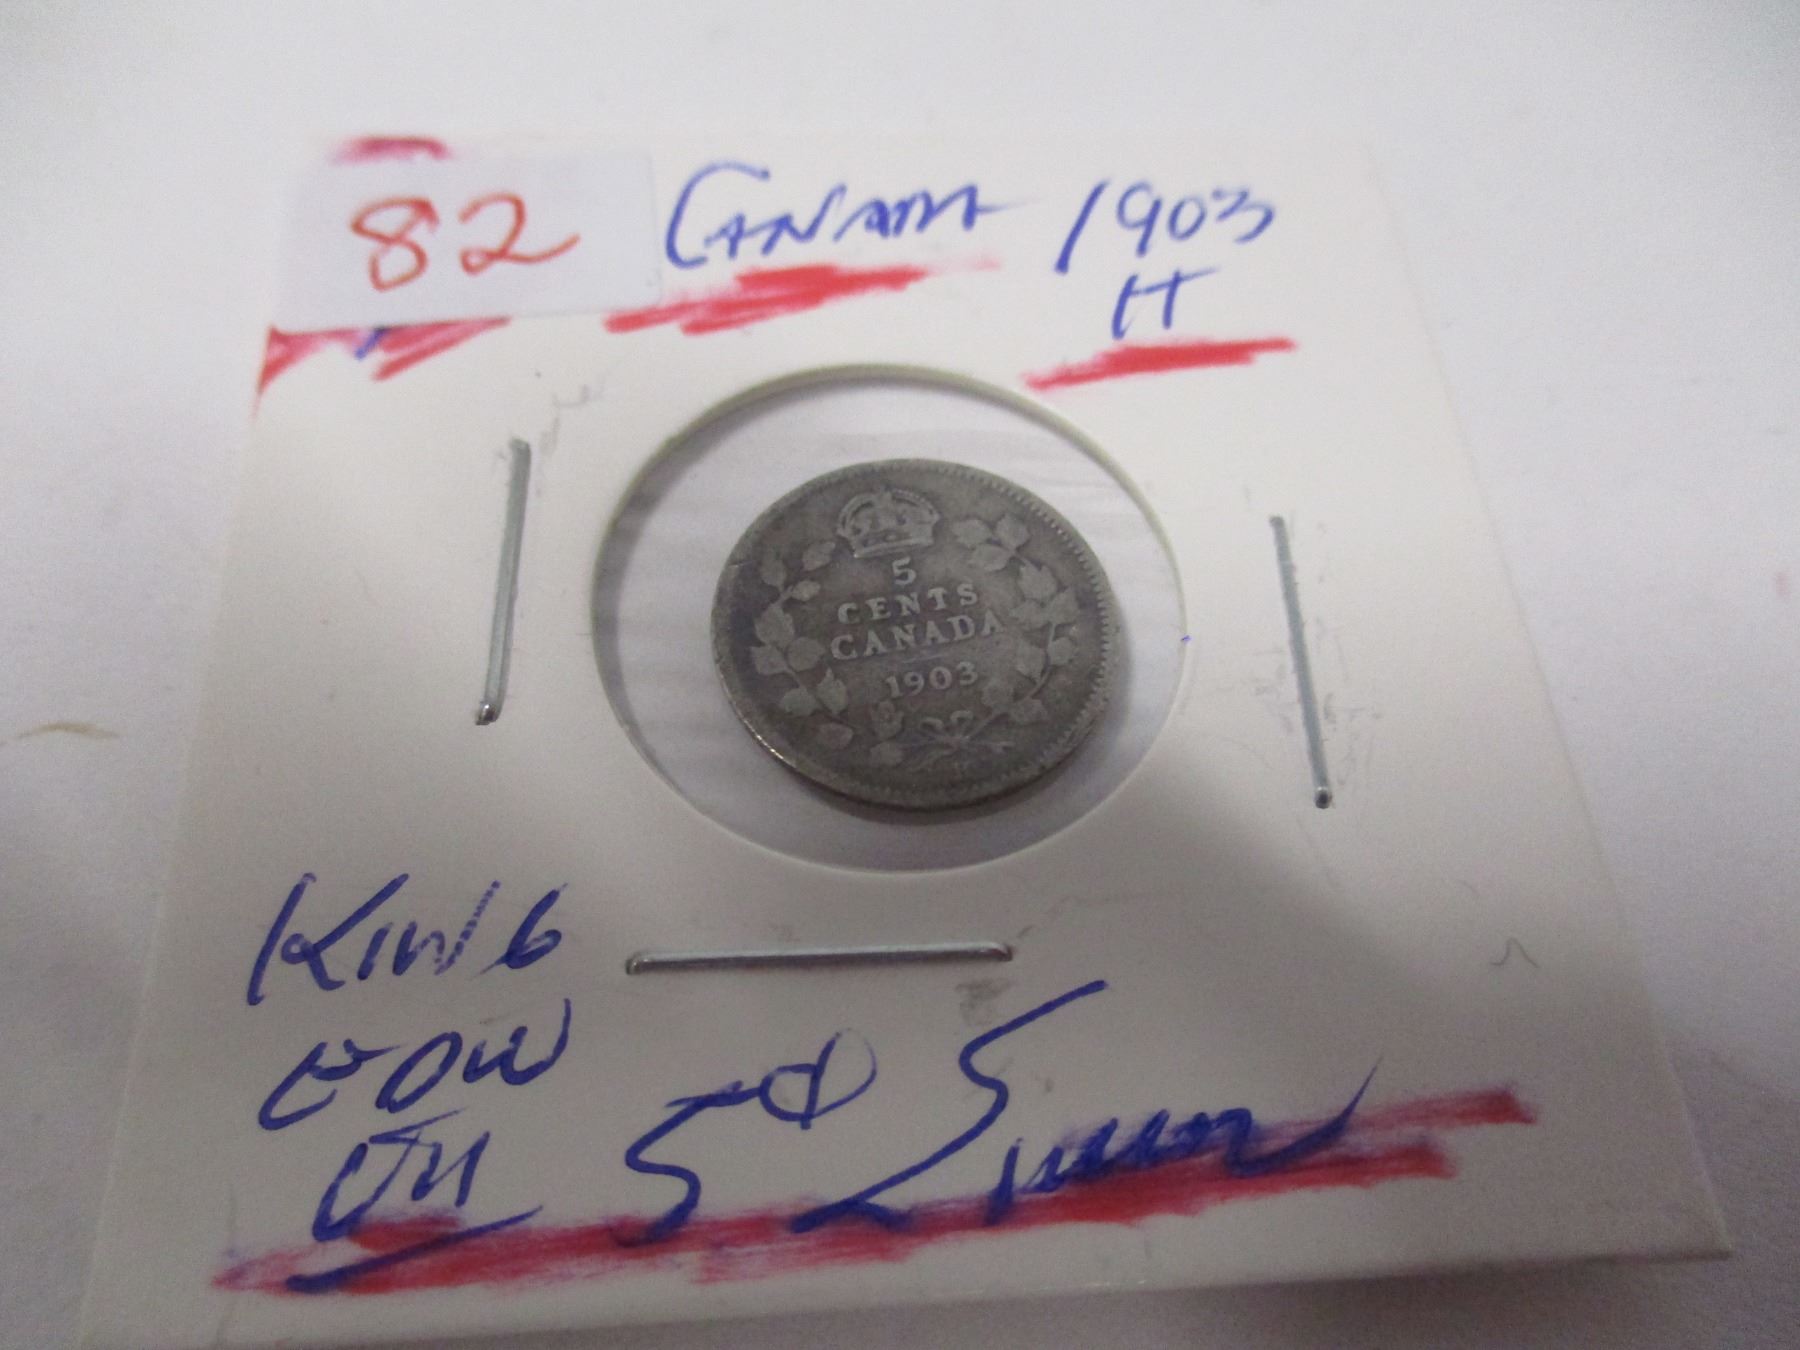 82 CANADA 1903
H
5
CENTS
CANADA
1903
KING
EDW
VII 5¢ Silver